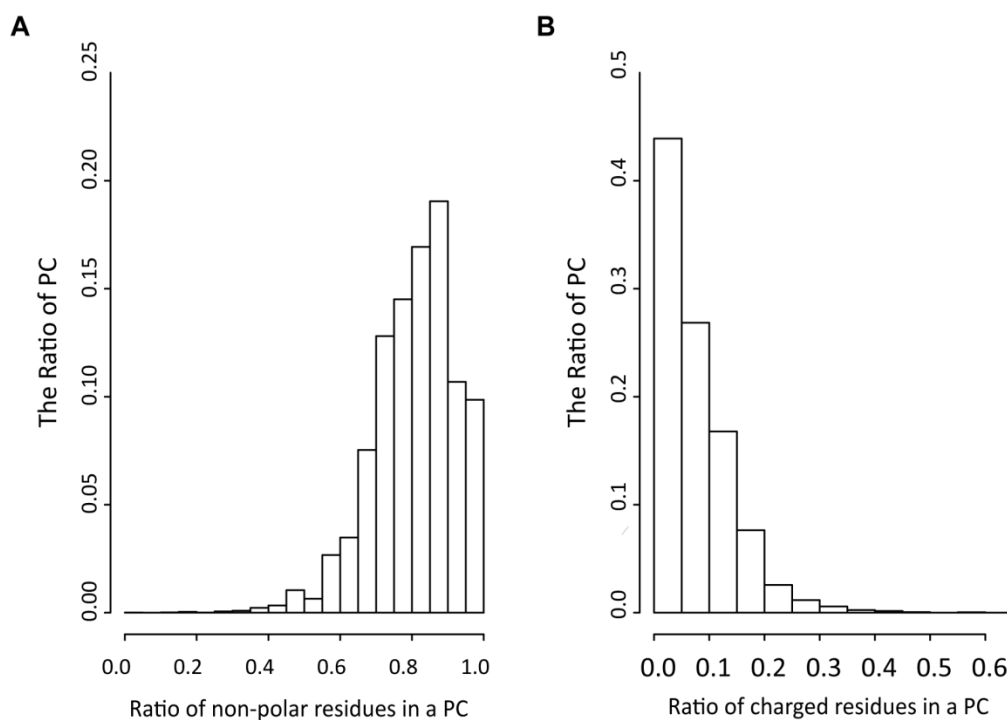 A
The Ratio of PC
0.25
0.20
0.15
0.10
0.05
0.00
0.0 0.2 0.4 0.6 0.8 1.0
Ratio of non-polar residues in a PC
B
The Ratio of PC
0.5
0.4
0.3
0.2
0.1
0.0
0.0 0.1 0.2 0.3 0.4 0.5 0.6
Ratio of charged residues in a PC